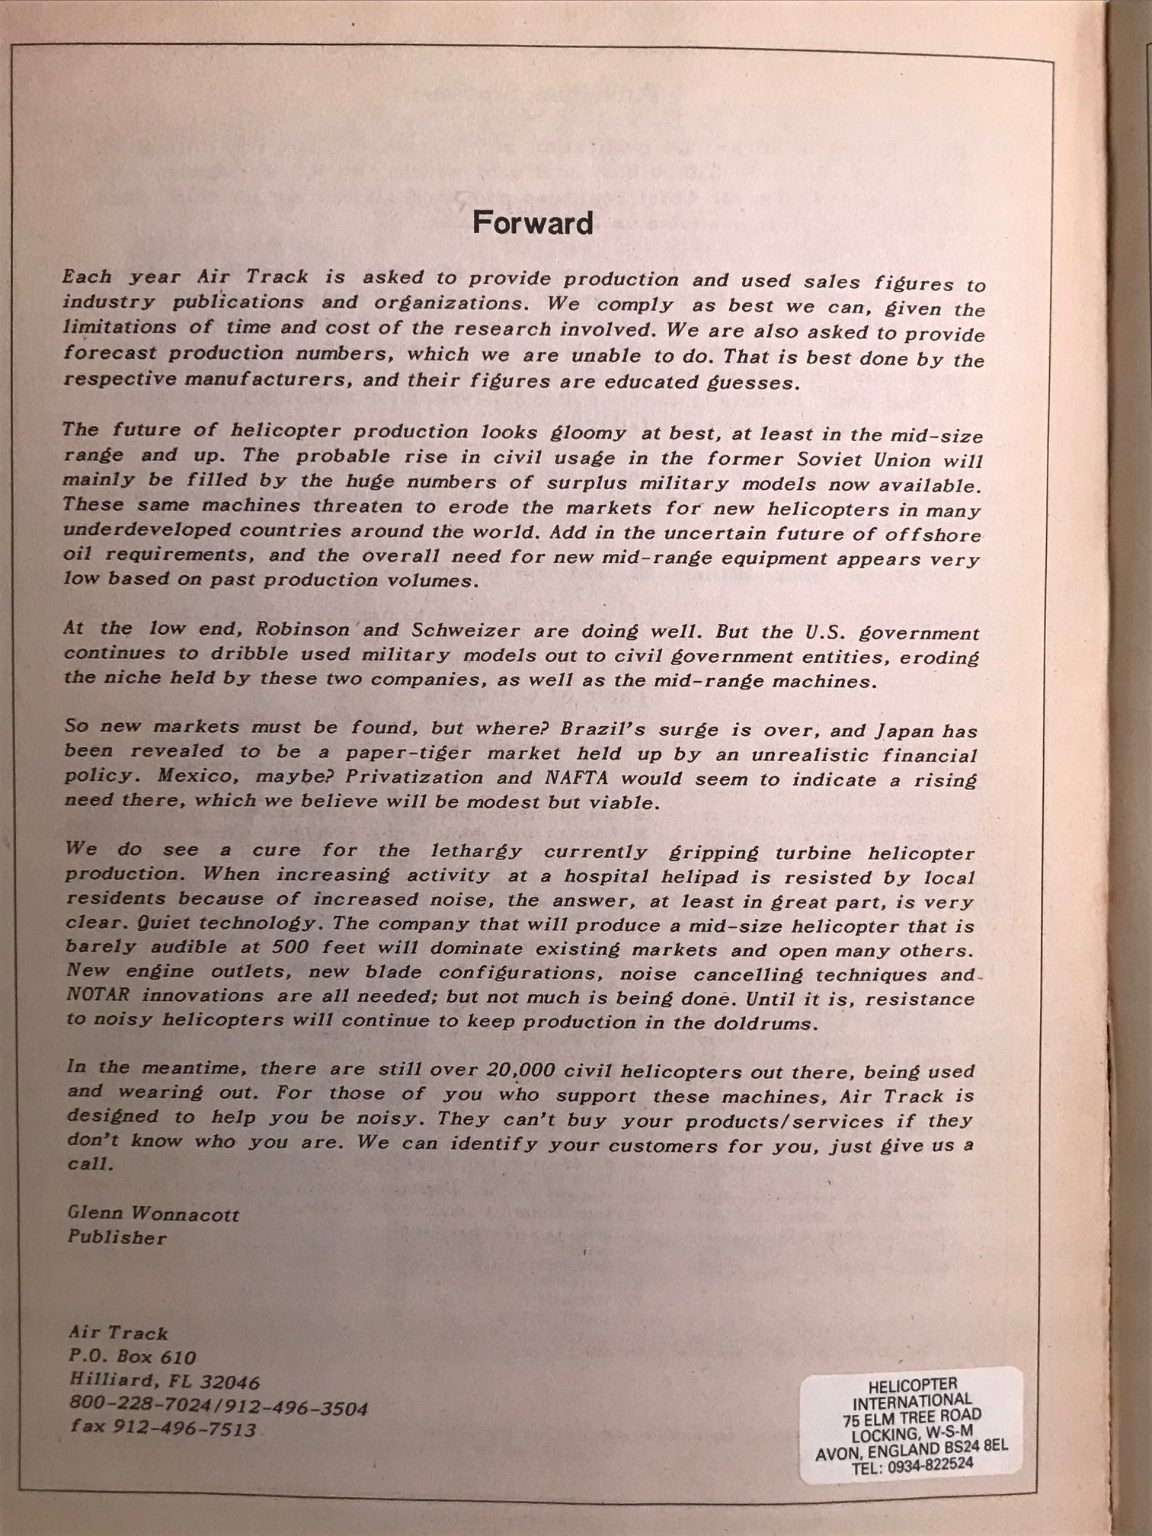 Forward
Each year Air Track is asked to provide production and used sales figures to
industry publications and organizations. We comply as best we can, given the
limitations of time and cost of the research involved. We are also asked to provide
forecast production numbers, which we are unable to do. That is best done by the
respective manufacturers, and their figures are educated guesses.
The future of helicopter production looks gloomy at best, at least in the mid-size
range and up. The probable rise in civil usage in the former Soviet Union will
mainly be filled by the huge numbers of surplus military models now available.
These same machines threaten to erode the markets for new helicopters in many
underdeveloped countries around the world. Add in the uncertain future of offshore
oil requirements, and the overall need for new mid-range equipment appears very
low based on past production volumes.
At the low end, Robinson and Schweizer are doing well. But the U.S. government
continues to dribble used military models out to civil government entities, eroding
the niche held by these two companies, as well as the mid-range machines.
So new markets must be found, but where? Brazil's surge is over, and Japan has
been revealed to be a paper-tiger market held up by an unrealistic financial
policy. Mexico, maybe? Privatization and NAFTA would seem to indicate a rising
need there, which we believe will be modest but viable.
We do see a cure for the lethargy currently gripping turbine helicopter
production. When increasing activity at a hospital helipad is resisted by local
residents because of increased noise, the answer, at least in great part, is very
clear. Quiet technology. The company that will produce a mid-size helicopter that is
barely audible at 500 feet will dominate existing markets and open many others.
New engine outlets, new blade configurations, noise cancelling techniques and
NOTAR innovations are all needed; but not much is being done. Until it is, resistance
to noisy helicopters will continue to keep production in the doldrums.
In the meantime, there are still over 20,000 civil helicopters out there, being used
and wearing out. For those of you who support these machines, Air Track is
designed to help you be noisy. They can't buy your products/services if they
don't know who you are. We can identify your customers for you, just give us a
call.
Glenn Wonnacott
Publisher
Air Track
P.O. Box 610
Hilliard, FL 32046
800-228-7024/912-496-3504
fax 912-496-7513
HELICOPTER
INTERNATIONAL
75 ELM TREE ROAD
LOCKING, W-S-M
AVON, ENGLAND BS24 8EL
TEL: 0934-822524